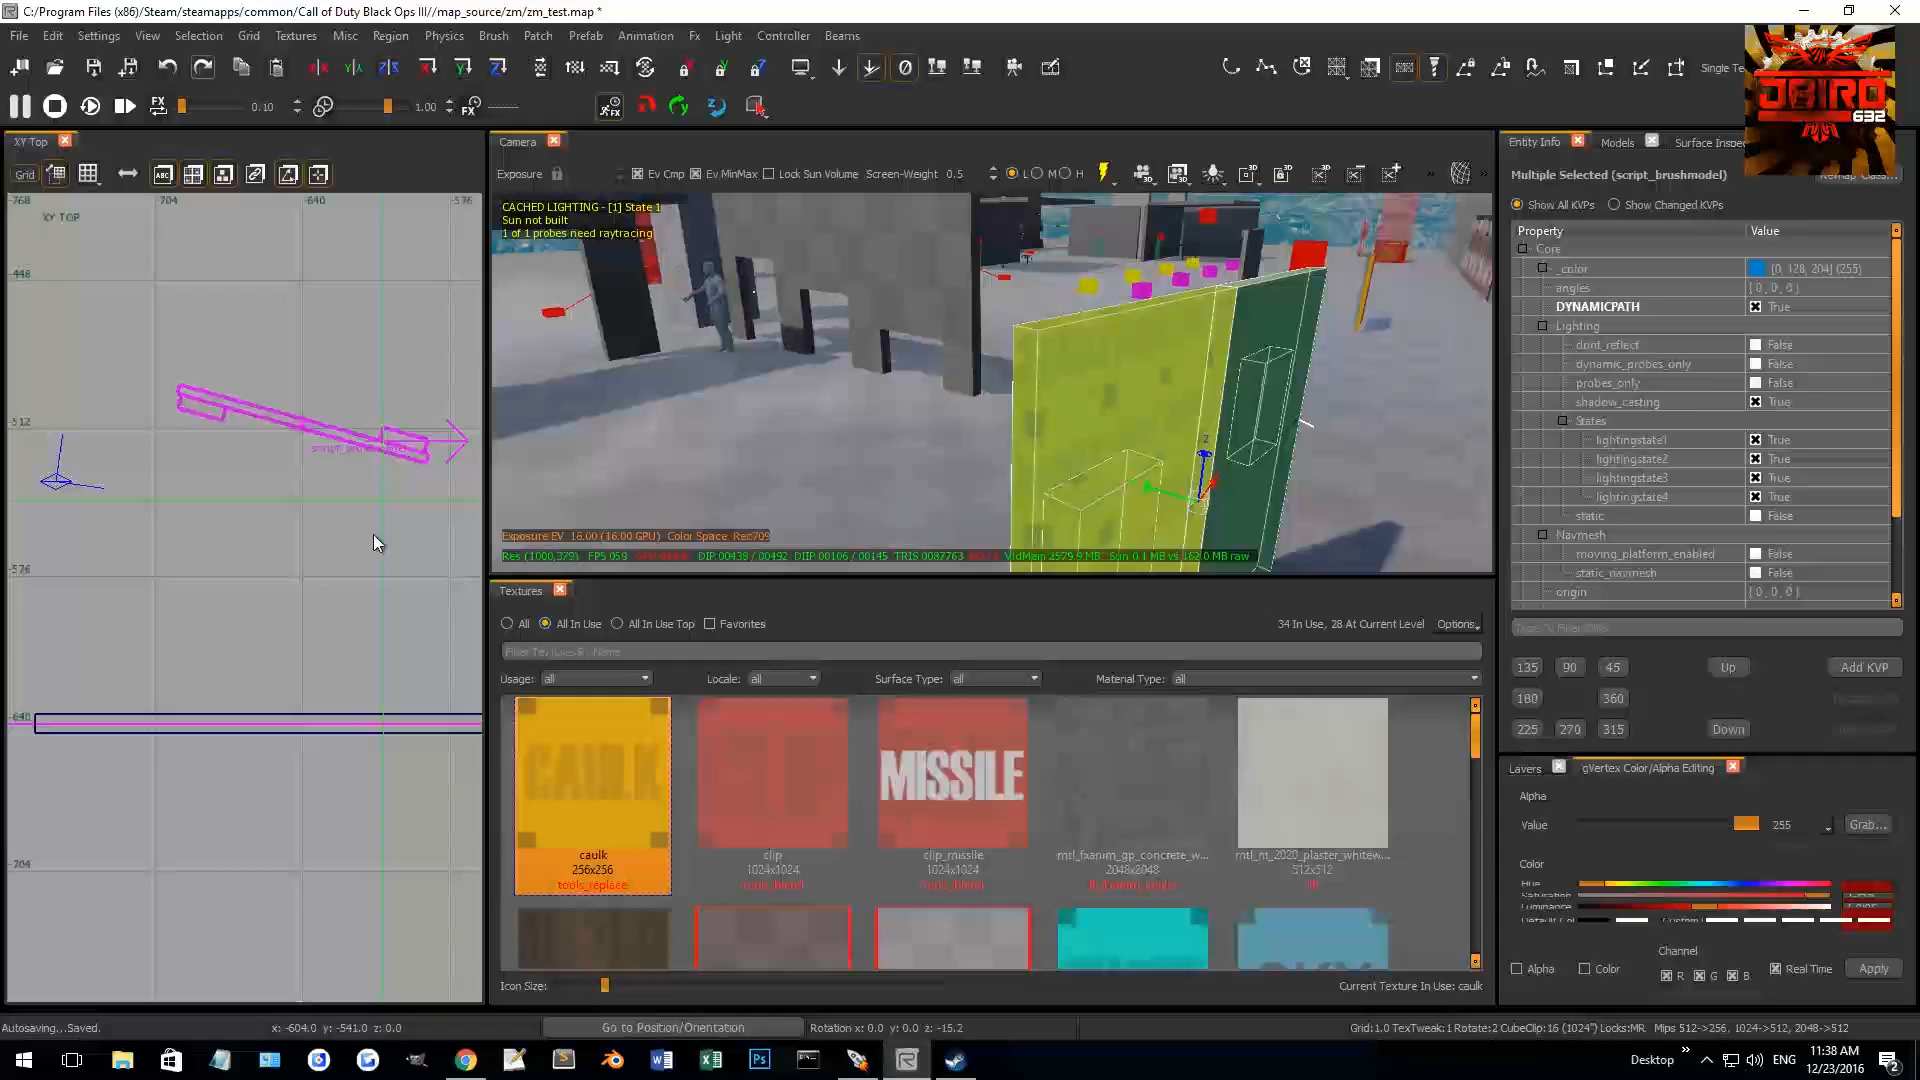 C:/Program Files (x86)/Steam/steamapps/common/Call of Duty Black Ops III//map_source/zm/zm_test.map *
File Edit Settings View Selection Grid Textures Misc Region Physics Brush Patch Prefab Animation Fx Light Controller Beams
Single Te
FX 0.10 1.00 FX
JBIRD
632
XY Top
Camera
Entity Info Models Surface Inspe
Grid
Exposure Ev Cmp Ev MinMax Lock Sun Volume Screen-Weight 0.5 L M H
Multiple Selected (script_brushmodel)
Show All KVPs Show Changed KVPs
-768 -704 -640 -576
XY TOP
CACHED LIGHTING - [1] State 1
Sun not built
1 of 1 probes need raytracing
Property Value
Core
_color [0, 128, 204] (255)
angles ( 0 , 0 , 0 )
DYNAMICPATH True
Lighting
dont_reflect False
dynamic_probes_only False
probes_only False
shadow_casting True
States
lightingstate1 True
lightingstate2 True
lightingstate3 True
lightingstate4 True
static False
Navmesh
moving_platform_enabled False
static_navmesh False
origin ( 0 , 0 , 0 )
-448
-512
-576
-640
-704
Exposure EV 16.00 (16.00 GPU) Color Space: Rec709
Res (1000,379) FPS 059 DIP 00438 / 00492 DIIP 00106 / 00145 TRIS 0087763 VidMem 2579.9 MB Sun 0.1 MB vs 162.0 MB raw
Textures
All All In Use All In Use Top Favorites 34 In Use, 28 At Current Level Options
Usage: all Locale: all Surface Type: all Material Type: all
135 90 45 Up Add KVP
180 360
225 270 315 Down
CAULK
MISSILE
caulk
256x256
tools_replace
clip
1024x1024
clip_missile
1024x1024
mtl_fxanim_gp_concrete_w...
2048x2048
mtl_nt_2020_plaster_whitew...
512x512
lit
Icon Size: Current Texture In Use: caulk
Layers gVertex Color/Alpha Editing
Alpha
Value 255 Grab...
Color
Hue
Saturation
Luminance
Channel
Alpha Color R G B Real Time Apply
Autosaving...Saved. x: -604.0 y: -541.0 z: 0.0 Go to Position/Orientation Rotation x: 0.0 y: 0.0 z: -15.2 Grid:1.0 TexTweak:1 Rotate:2 CubeClip:16 (1024") Locks:MR Mips 512->256, 1024->512, 2048->512
Desktop ENG 11:38 AM
12/23/2016
2